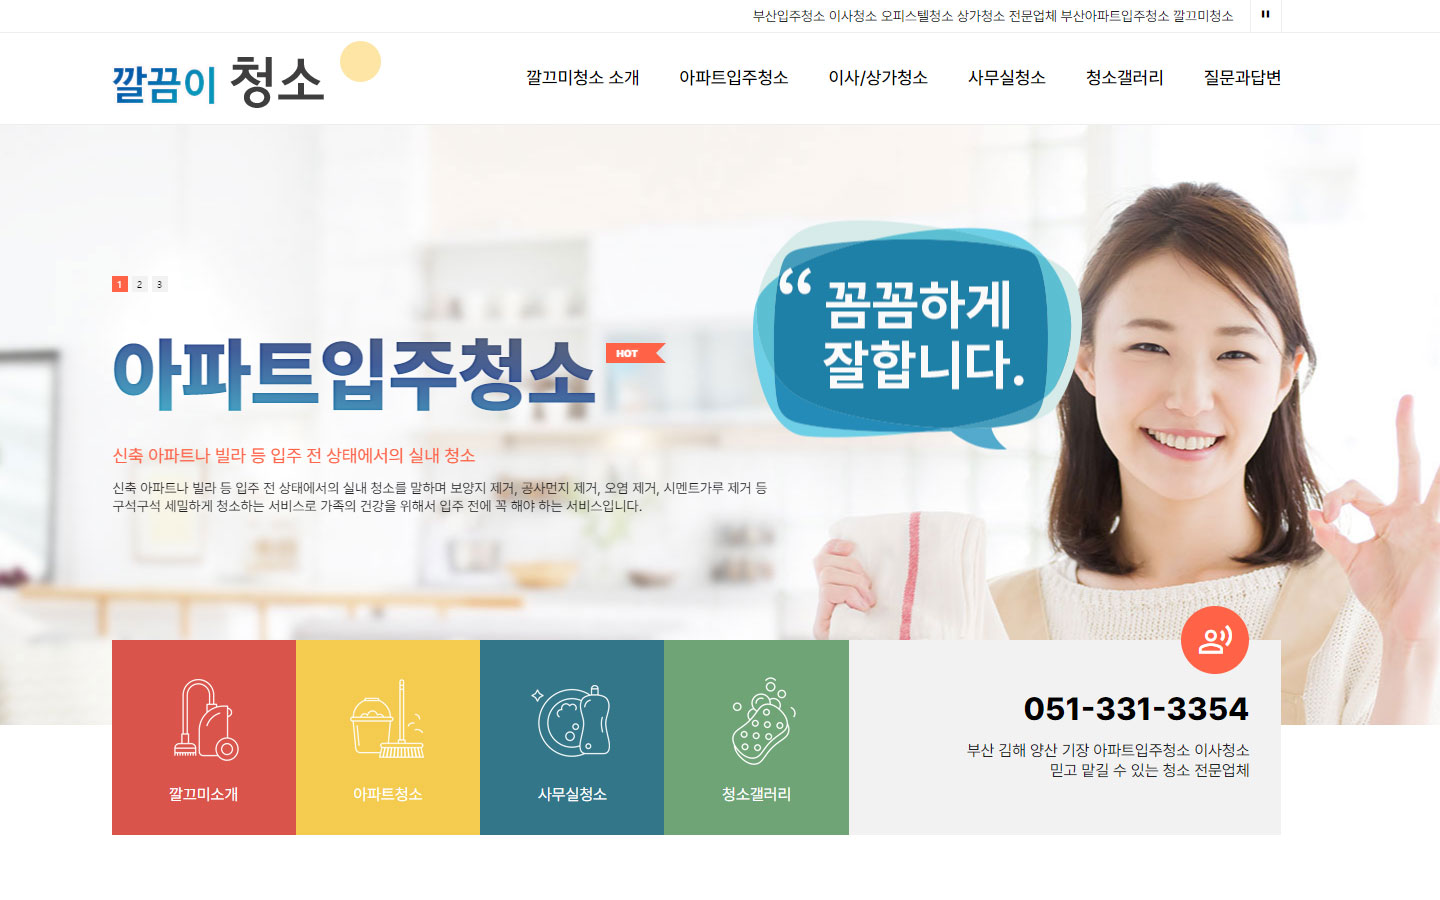 부산입주청소 이사청소 오피스텔청소 상가청소 전문업체 부산아파트입주청소 깔끄미청소
깔끔이 청소
깔끄미청소 소개 아파트입주청소 이사/상가청소 사무실청소 청소갤러리 질문과답변
“ 꼼꼼하게
잘합니다.
1 2 3
아파트입주청소 HOT
신축 아파트나 빌라 등 입주 전 상태에서의 실내 청소
신축 아파트나 빌라 등 입주 전 상태에서의 실내 청소를 말하며 보양지 제거, 공사먼지 제거, 오염 제거, 시멘트가루 제거 등
구석구석 세밀하게 청소하는 서비스로 가족의 건강을 위해서 입주 전에 꼭 해야 하는 서비스입니다.
깔끄미소개 아파트청소 사무실청소 청소갤러리
051-331-3354
부산 김해 양산 기장 아파트입주청소 이사청소
믿고 맡길 수 있는 청소 전문업체